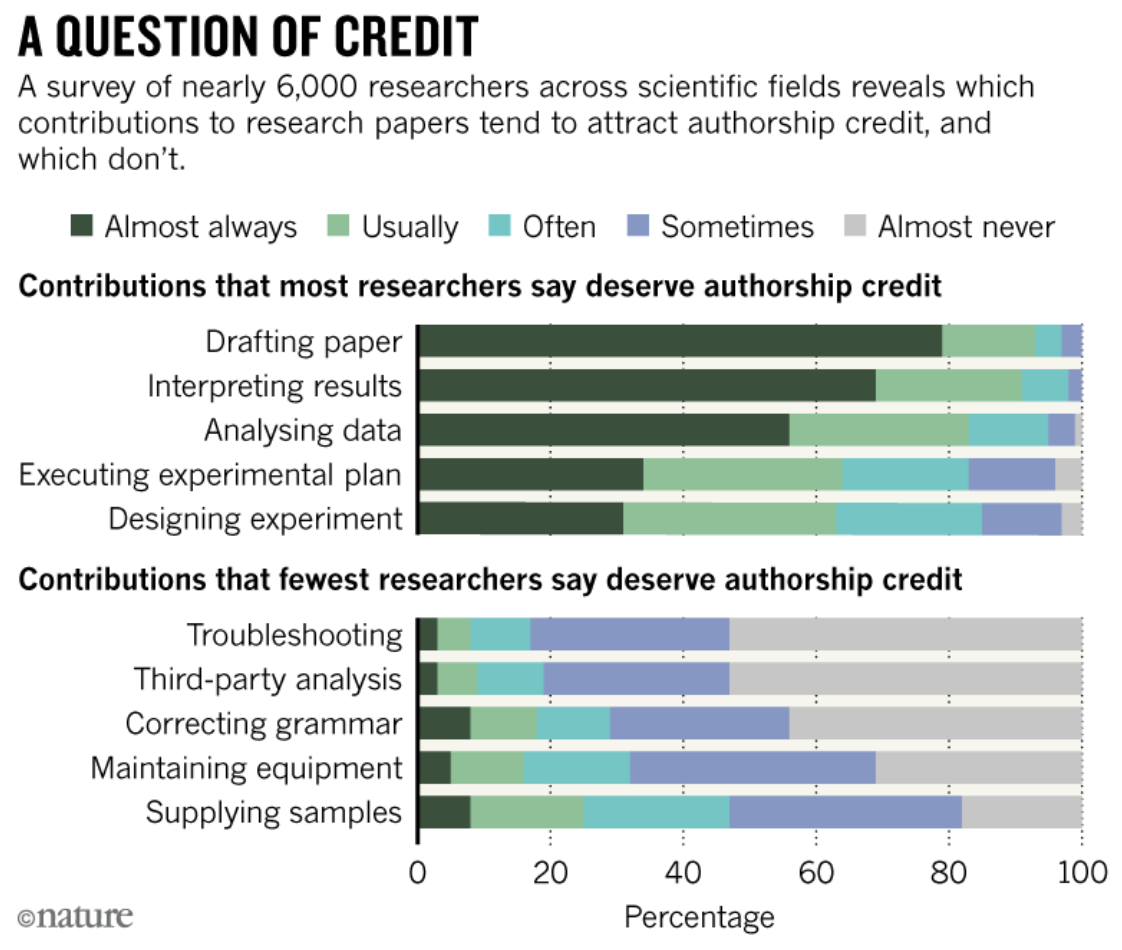 A QUESTION OF CREDIT
A survey of nearly 6,000 researchers across scientific fields reveals which
contributions to research papers tend to attract authorship credit, and
which don’t.
Almost always Usually Often Sometimes Almost never
Contributions that most researchers say deserve authorship credit
Drafting paper
Interpreting results
Analysing data
Executing experimental plan
Designing experiment
Contributions that fewest researchers say deserve authorship credit
Troubleshooting
Third-party analysis
Correcting grammar
Maintaining equipment
Supplying samples
0 20 40 60 80 100
Percentage
©nature